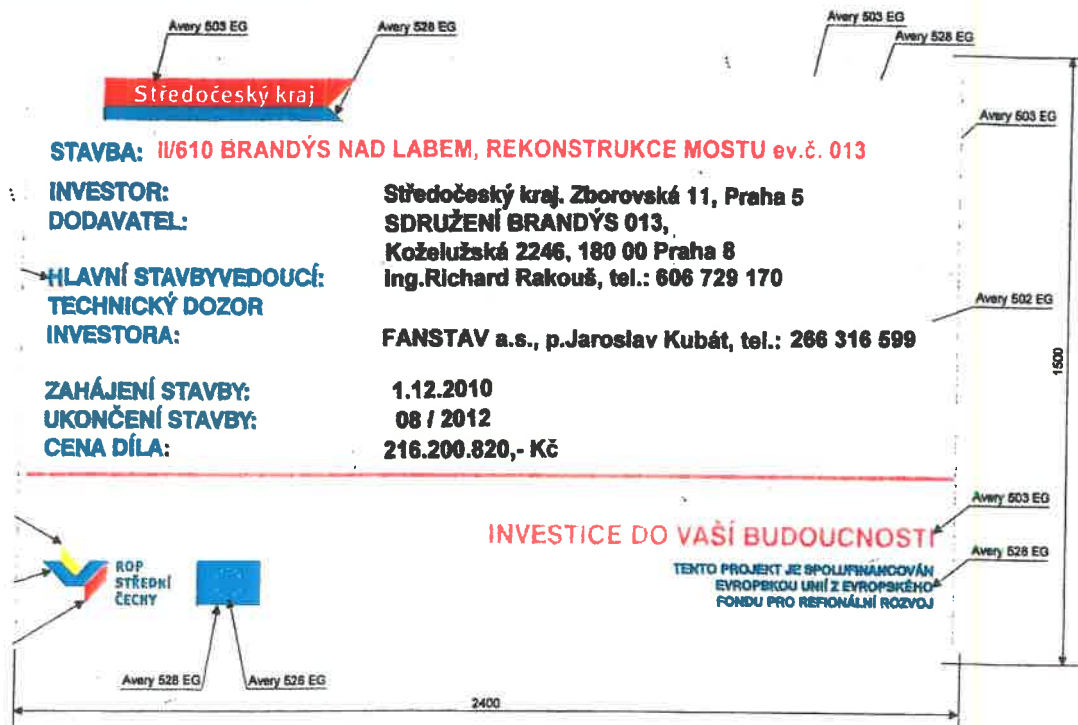 Avery 503 EG
Avery 528 EG
Avery 503 EG
Avery 528 EG
Středočeský kraj
Avery 503 EG
STAVBA: II/610 BRANDÝS NAD LABEM, REKONSTRUKCE MOSTU ev.č. 013
INVESTOR: Středočeský kraj. Zborovská 11, Praha 5
DODAVATEL: SDRUŽENÍ BRANDÝS 013,
Koželužská 2246, 180 00 Praha 8
HLAVNÍ STAVBYVEDOUCÍ: Ing.Richard Rakouš, tel.: 606 729 170
TECHNICKÝ DOZOR
INVESTORA: FANSTAV a.s., p.Jaroslav Kubát, tel.: 266 316 599
Avery 502 EG
1500
ZAHÁJENÍ STAVBY: 1.12.2010
UKONČENÍ STAVBY: 08 / 2012
CENA DÍLA: 216.200.820,- Kč
Avery 503 EG
INVESTICE DO VAŠÍ BUDOUCNOSTI
Avery 528 EG
ROP
STŘEDNÍ
ČECHY
TENTO PROJEKT JE SPOLUFINANCOVÁN
EVROPSKOU UNIÍ Z EVROPSKÉHO
FONDU PRO REFIONÁLNÍ ROZVOJ
Avery 528 EG
Avery 526 EG
2400